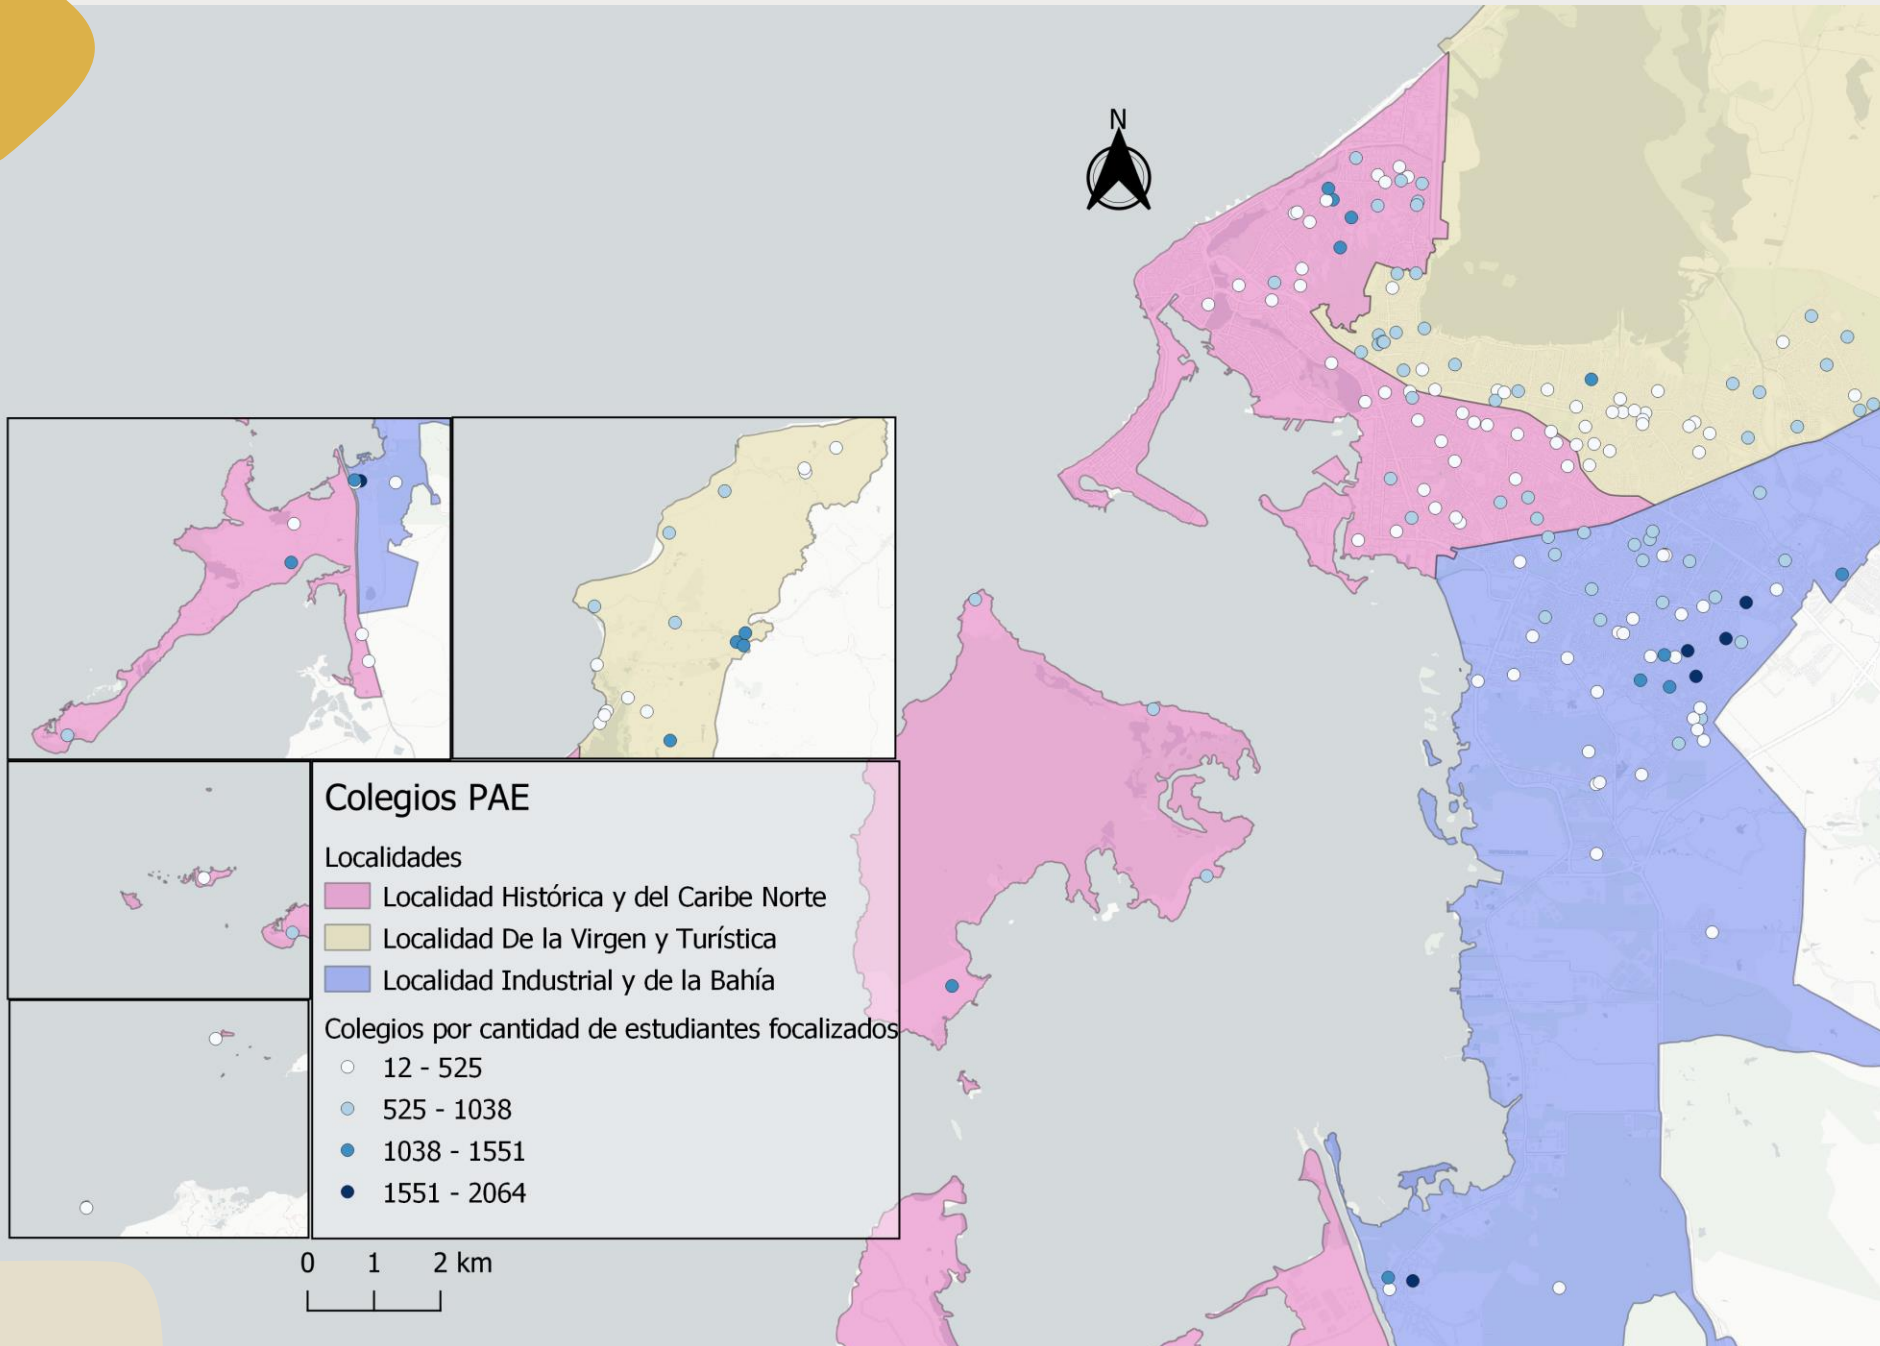 N
Colegios PAE
Localidades
Localidad Histórica y del Caribe Norte
Localidad De la Virgen y Turística
Localidad Industrial y de la Bahía
Colegios por cantidad de estudiantes focalizados
12 - 525
525 - 1038
1038 - 1551
1551 - 2064
0 1 2 km